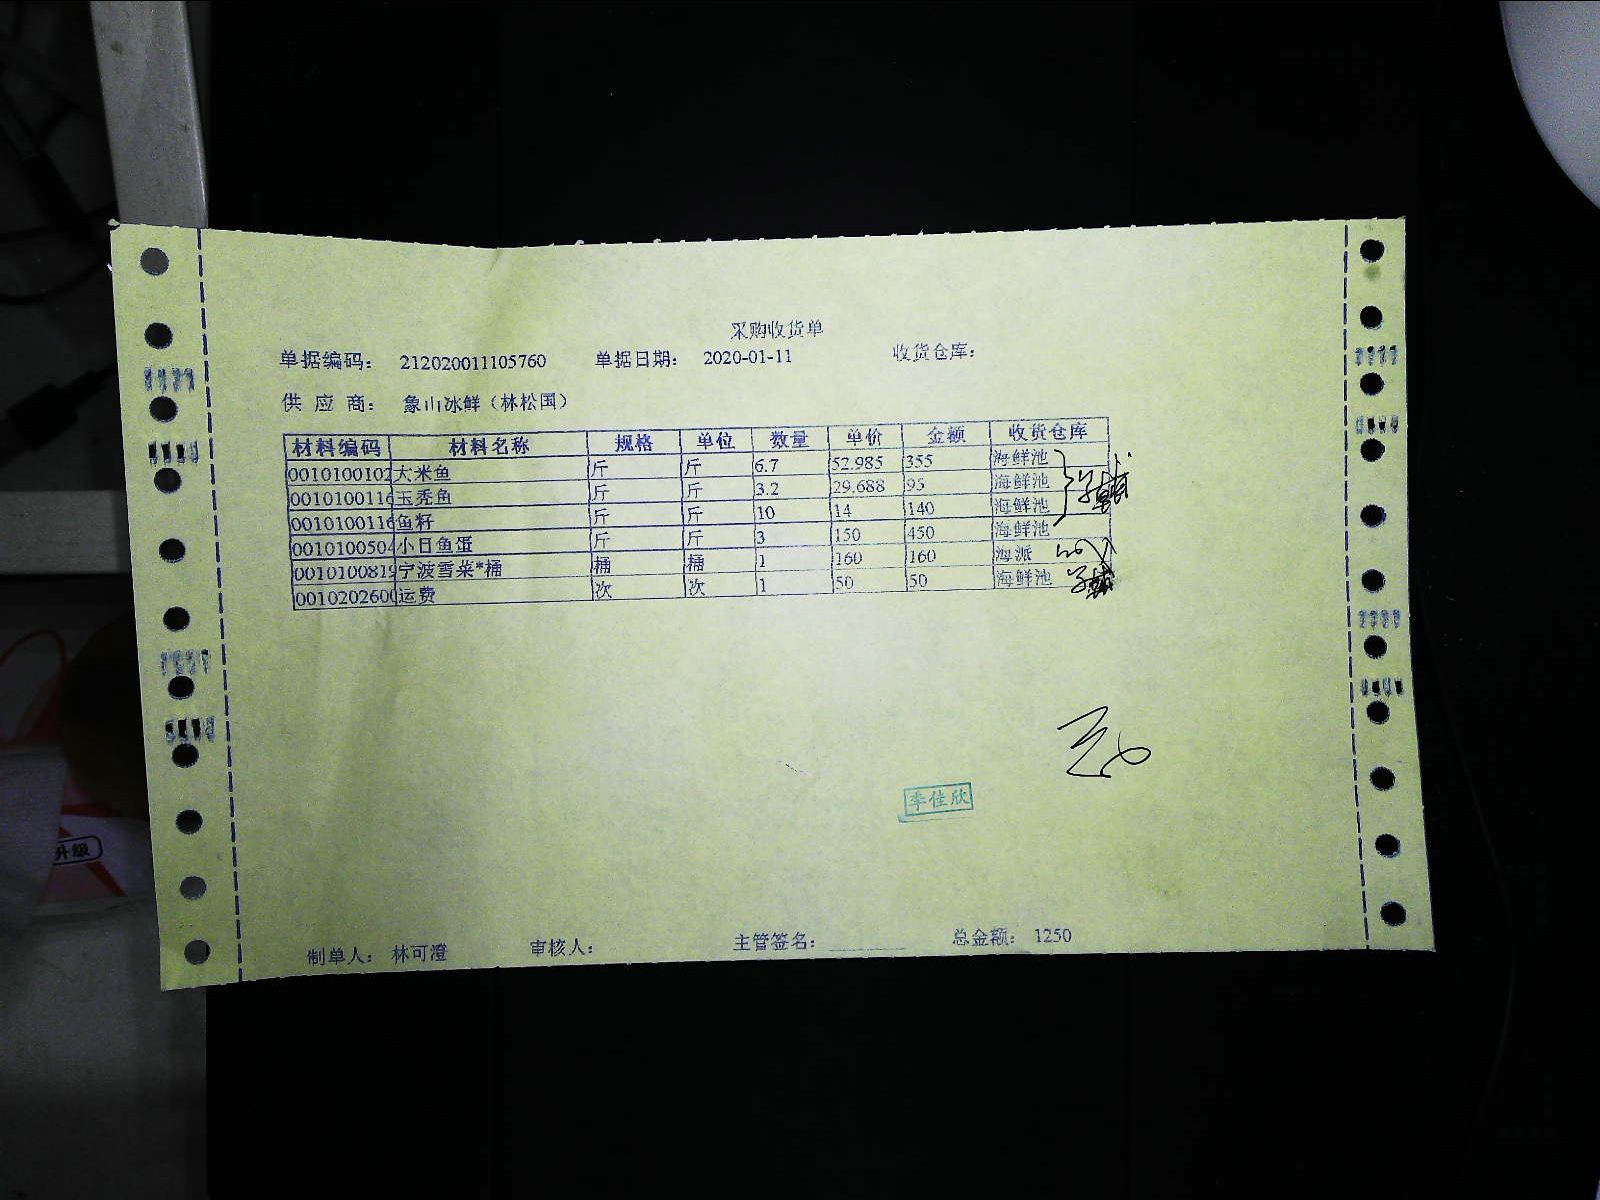 采购收货单
单据编码： 212020011105760 单据日期： 2020-01-11 收货仓库：
供 应 商： 象山冰鲜（林松国）
材料编码 材料名称 规格 单位 数量 单价 金额 收货仓库
0010100102 大米鱼 斤 斤 6.7 52.985 355 海鲜池
0010100116 玉秃鱼 斤 斤 3.2 29.688 95 海鲜池
0010100116 鱼籽 斤 斤 10 14 140 海鲜池
0010100504 小目鱼蛋 斤 斤 3 150 450 海鲜池
0010100819 宁波雪菜*桶 桶 桶 1 160 160 海派
0010202600 运费 次 次 1 50 50 海鲜池
李佳欣
制单人： 林可澄 审核人： 主管签名： 总金额： 1250
升级